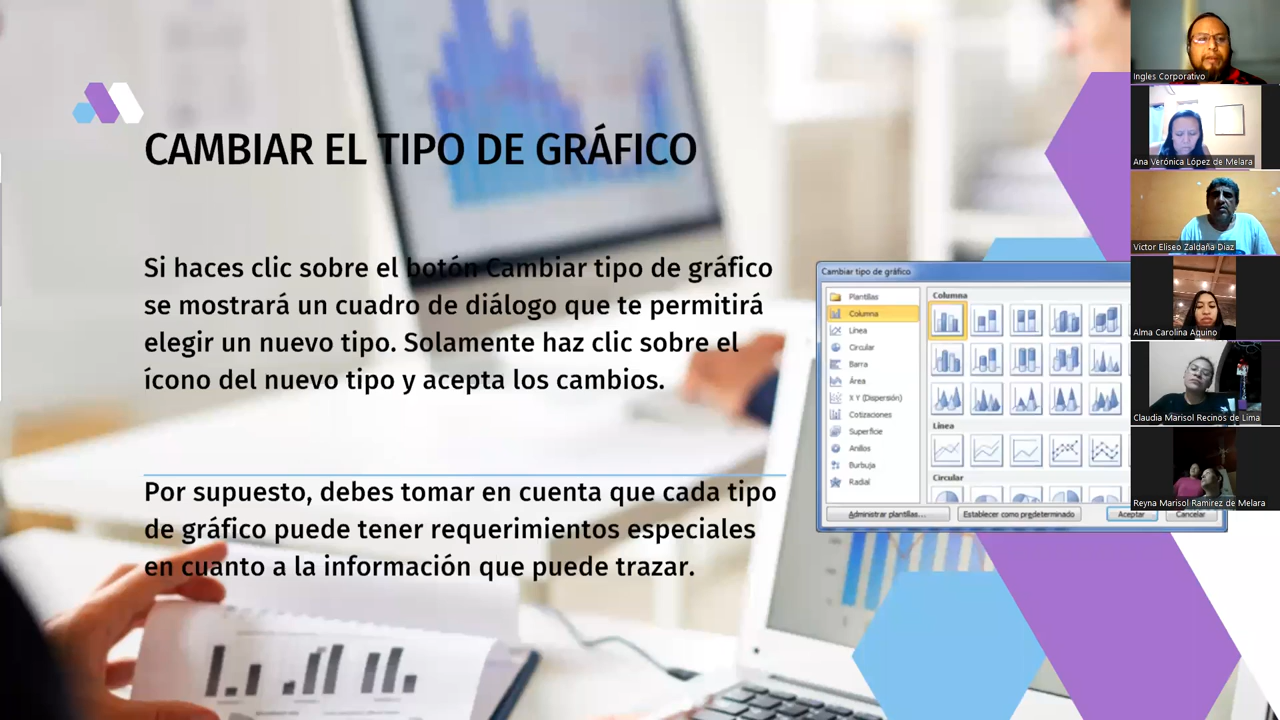 CAMBIAR EL TIPO DE GRÁFICO
Si haces clic sobre el botón Cambiar tipo de gráfico
se mostrará un cuadro de diálogo que te permitirá
elegir un nuevo tipo. Solamente haz clic sobre el
ícono del nuevo tipo y acepta los cambios.
Por supuesto, debes tomar en cuenta que cada tipo
de gráfico puede tener requerimientos especiales
en cuanto a la información que puede trazar.
Cambiar tipo de gráfico
Plantillas
Columna
Línea
Circular
Barra
Área
X Y (Dispersión)
Cotizaciones
Superficie
Anillos
Burbuja
Radial
Columna
Línea
Circular
Administrar plantillas...
Establecer como predeterminado
Aceptar
Cancelar
Ingles Corporativo
Ana Verónica López de Melara
Victor Eliseo Zaldaña Diaz
Alma Carolina Aquino
Claudia Marisol Recinos de Lima
Reyna Marisol Ramirez de Melara